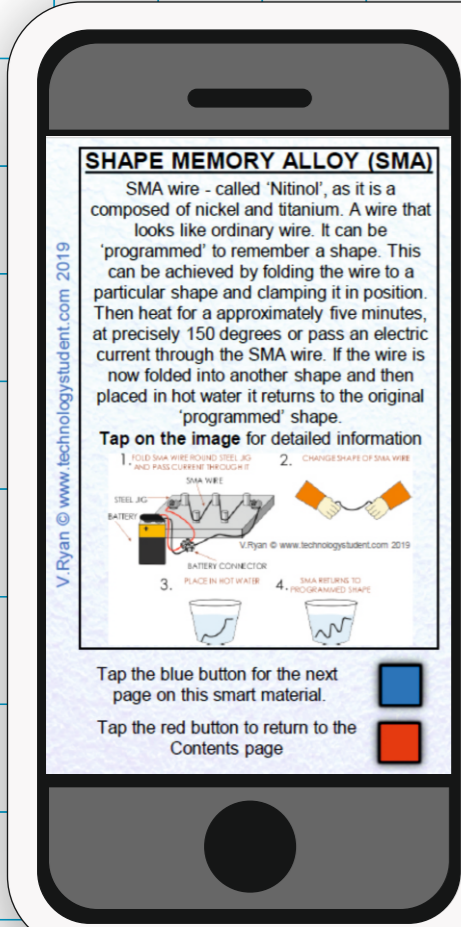 SHAPE MEMORY ALLOY (SMA)
SMA wire - called 'Nitinol', as it is a
composed of nickel and titanium. A wire that
looks like ordinary wire. It can be
'programmed' to remember a shape. This
can be achieved by folding the wire to a
particular shape and clamping it in position.
Then heat for a approximately five minutes,
at precisely 150 degrees or pass an electric
current through the SMA wire. If the wire is
now folded into another shape and then
placed in hot water it returns to the original
'programmed' shape.
Tap on the image for detailed information
1. FOLD SMA WIRE ROUND STEEL JIG
AND PASS CURRENT THROUGH IT
SMA WIRE
STEEL JIG
BATTERY
BATTERY CONNECTOR
2. CHANGE SHAPE OF SMA WIRE
V.Ryan © www.technologystudent.com 2019
3. PLACE IN HOT WATER
4. SMA RETURNS TO
PROGRAMMED SHAPE
V.Ryan © www.technologystudent.com 2019
Tap the blue button for the next
page on this smart material.
Tap the red button to return to the
Contents page